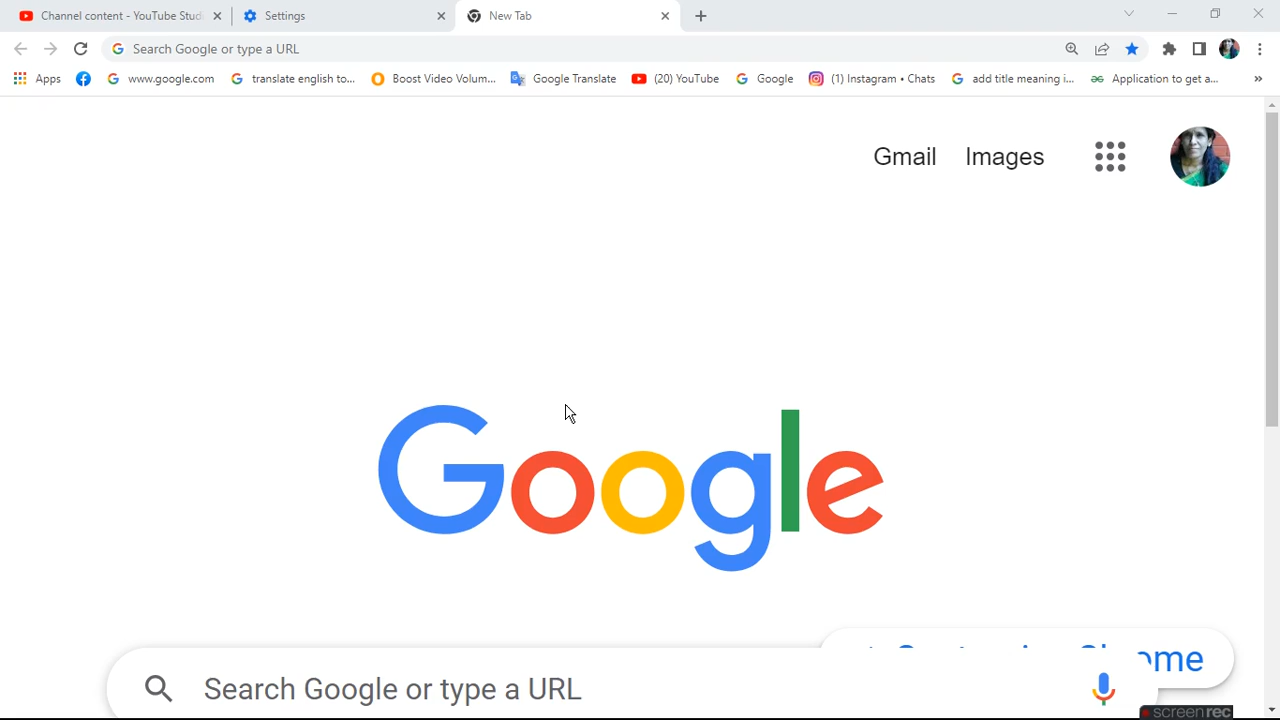 Channel content - YouTube Stud
Settings
New Tab
Search Google or type a URL
Apps
www.google.com
translate english to...
Boost Video Volum...
Google Translate
(20) YouTube
Google
(1) Instagram • Chats
add title meaning i...
Application to get a...
»
Gmail
Images
Google
Customize Chrome
Search Google or type a URL
screenrec